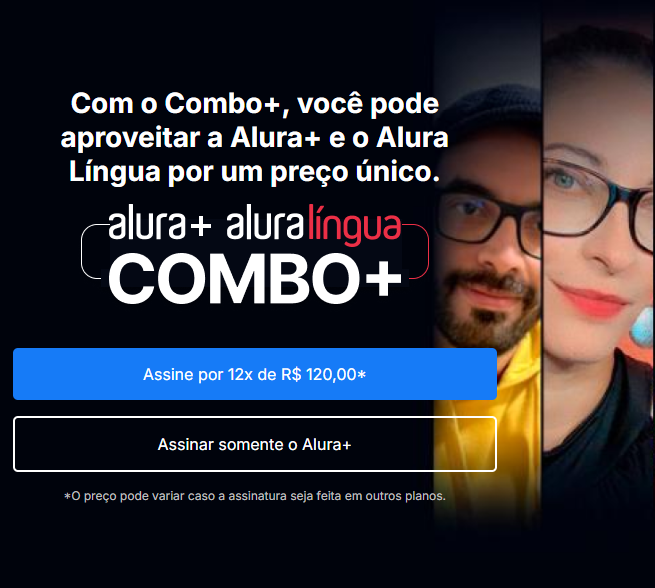 Com o Combo+, você pode
aproveitar a Alura+ e o Alura
Língua por um preço único.
alura+ aluralíngua
COMBO+
Assine por 12x de R$ 120,00*
Assinar somente o Alura+
*O preço pode variar caso a assinatura seja feita em outros planos.